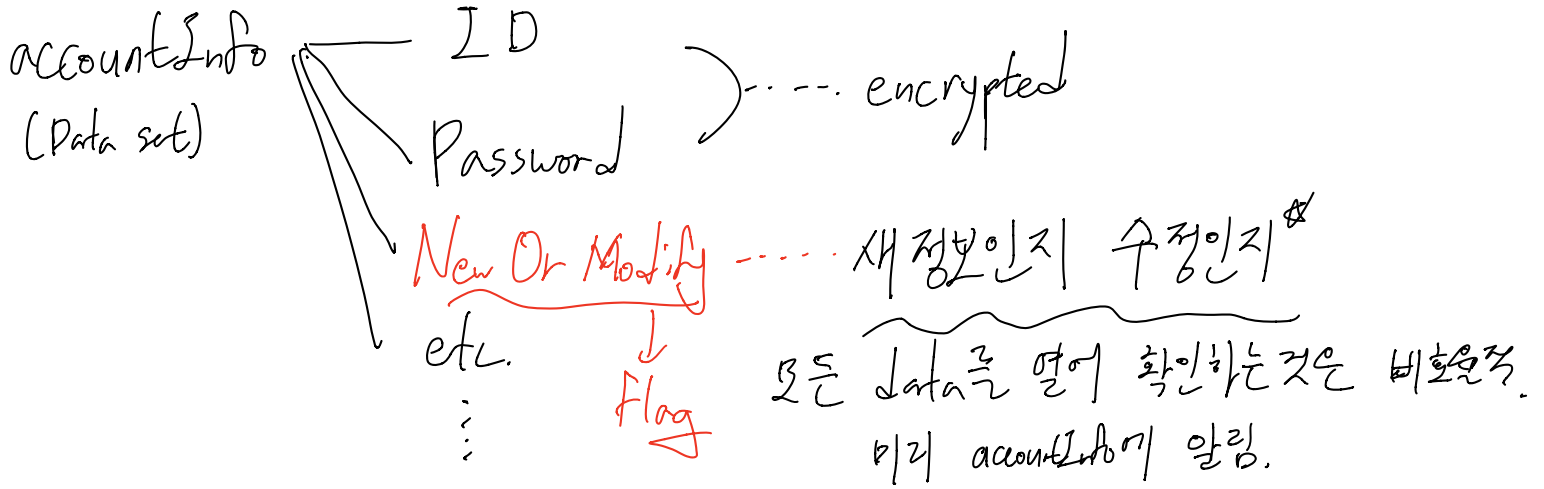 accountInfo
(Data set)
ID
Password
encrypted
New Or Modify
새정보인지 수정인지
etc.
Flag
모든 data를 열어 확인하는것은 비효율적.
미리 accountInfo에 알림.